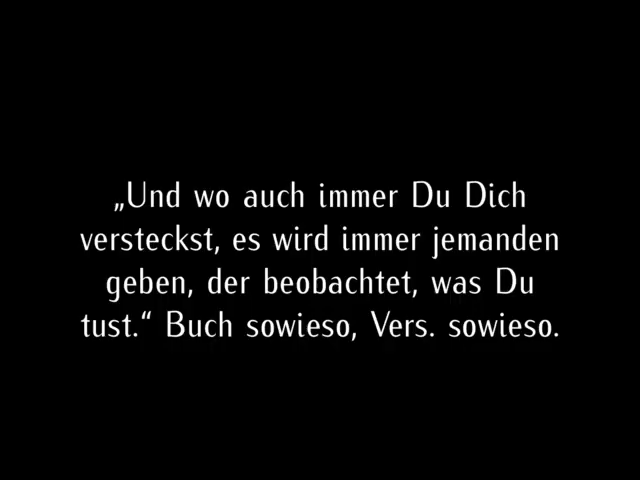 „Und wo auch immer Du Dich
versteckst, es wird immer jemanden
geben, der beobachtet, was Du
tust.“ Buch sowieso, Vers. sowieso.